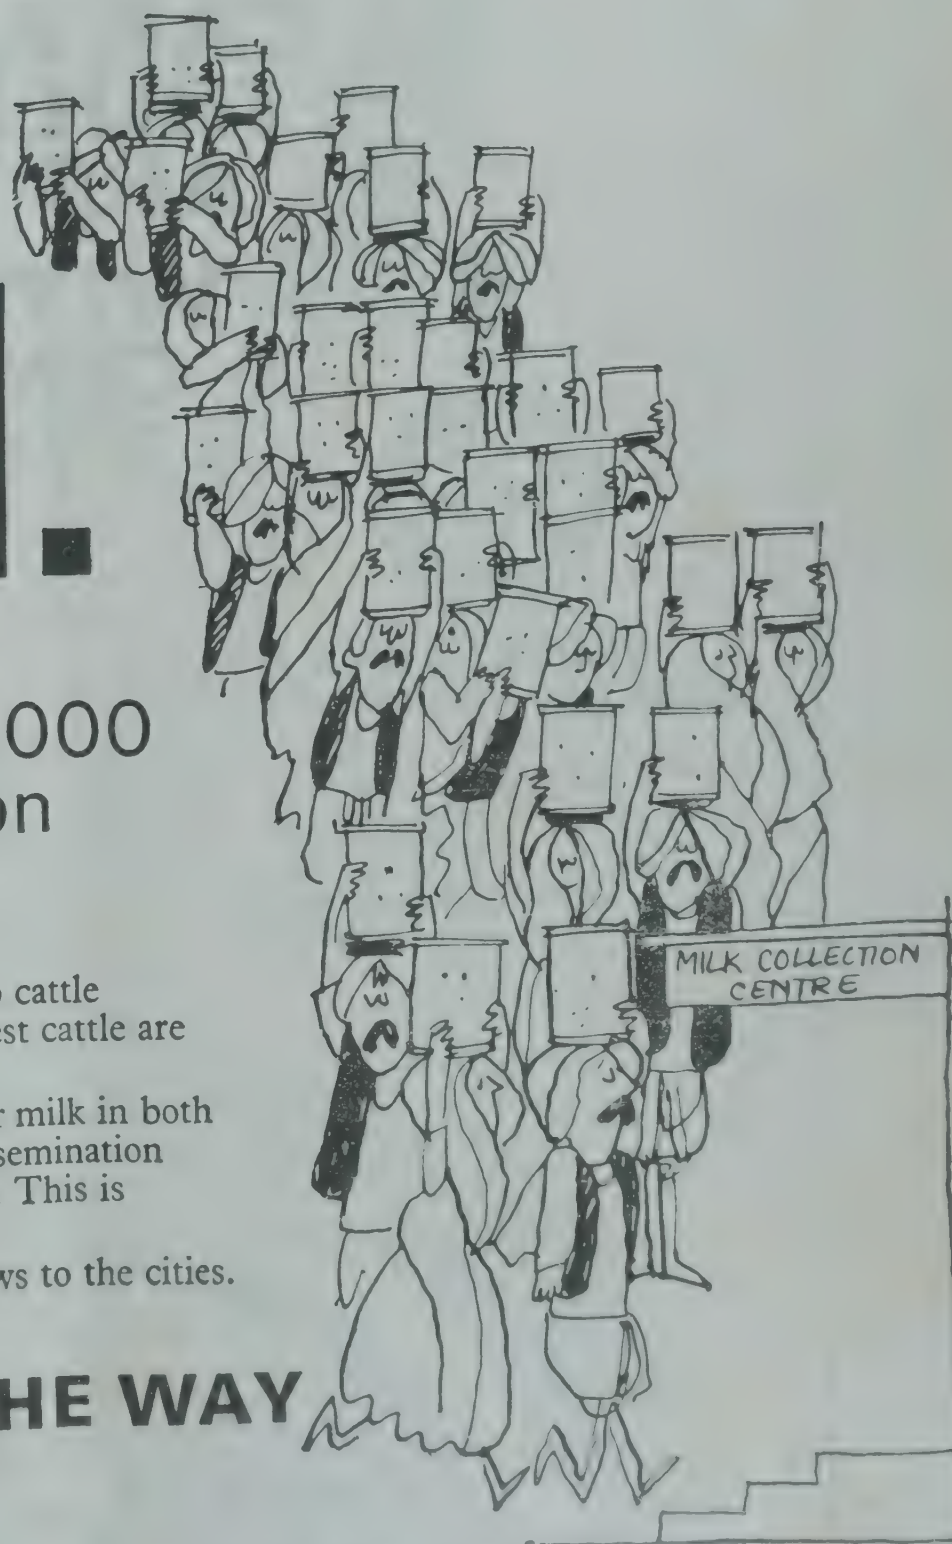 000
on
cattle
est cattle are
r milk in both
semination
This is
ws to the cities.
HE WAY
MILK COLLECTION
CENTRE